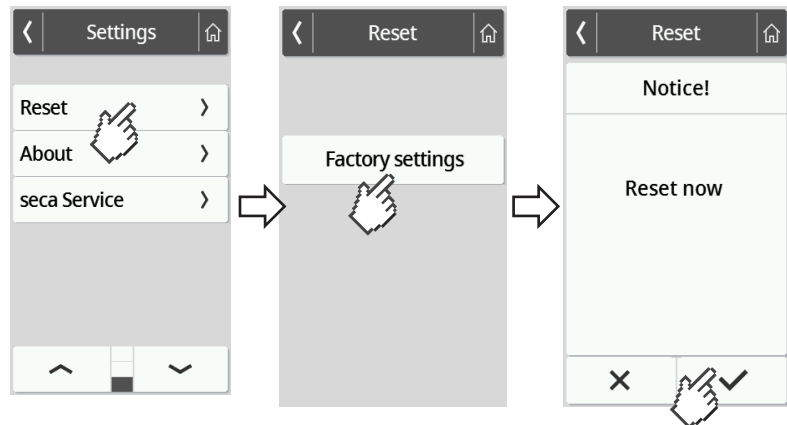 Settings
Reset
About
seca Service
Reset
Factory settings
Reset
Notice!
Reset now